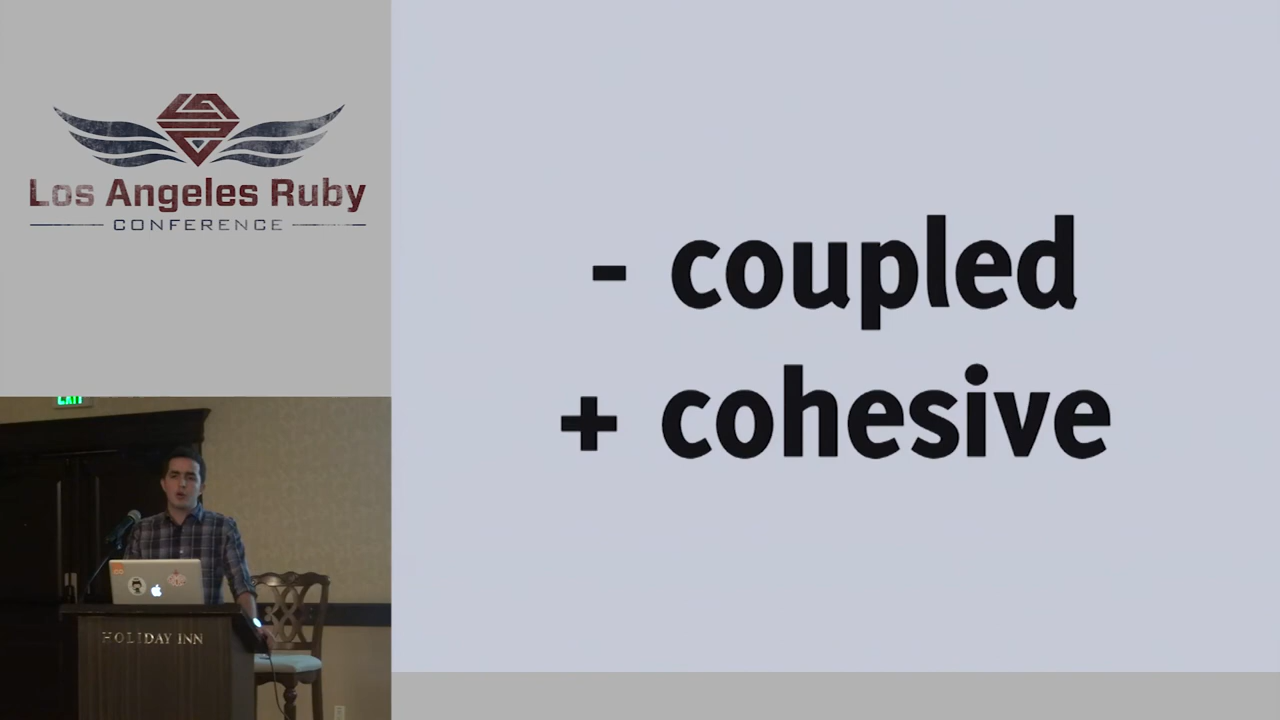 Los Angeles Ruby
CONFERENCE
- coupled
+ cohesive
EXIT
HOLIDAY INN